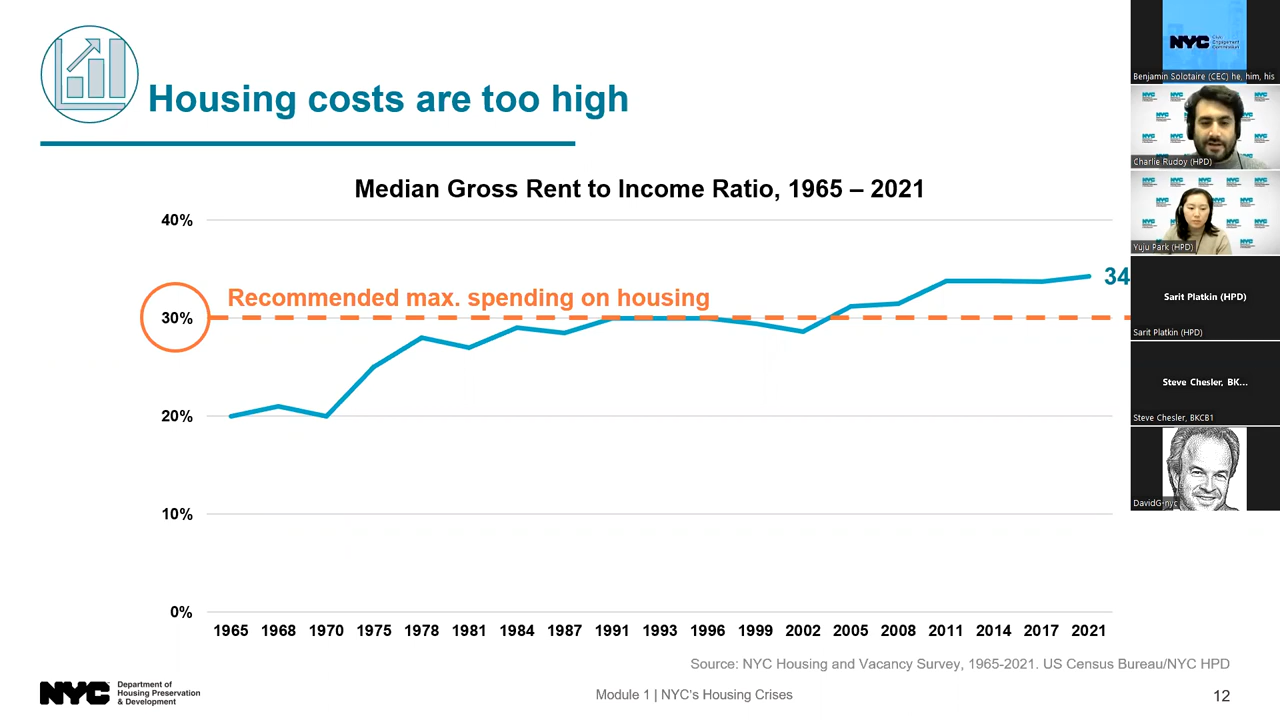 Housing costs are too high
Median Gross Rent to Income Ratio, 1965 – 2021
40%
34
Recommended max. spending on housing
30%
20%
10%
0%
1965 1968 1970 1975 1978 1981 1984 1987 1991 1993 1996 1999 2002 2005 2008 2011 2014 2017 2021
Source: NYC Housing and Vacancy Survey, 1965-2021. US Census Bureau/NYC HPD
NYC
Department of
Housing Preservation
& Development
Module 1 | NYC's Housing Crises
12
NYC
Civic
Engagement
Commission
Benjamin Solotaire (CEC) he, him, his
Charlie Rudoy (HPD)
Yuju Park (HPD)
Sarit Platkin (HPD)
Sarit Platkin (HPD)
Steve Chesler, BK...
Steve Chesler, BKCB1
DavidG-nyc